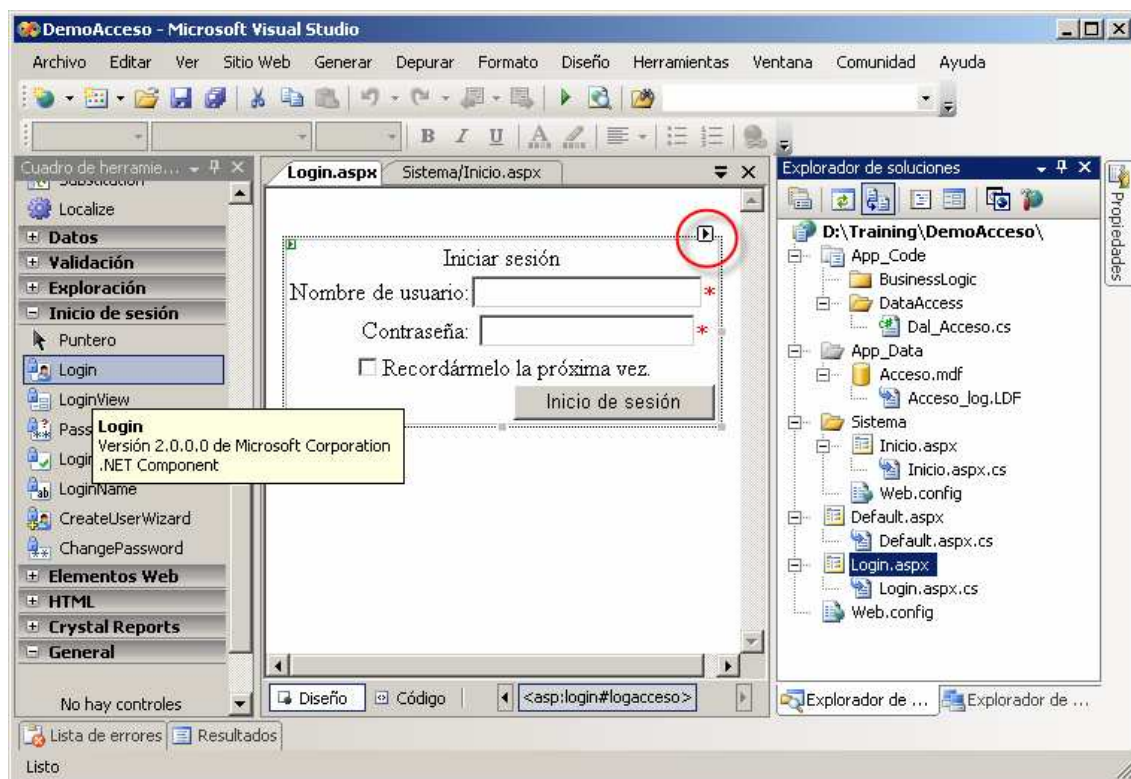 DemoAcceso - Microsoft Visual Studio
Archivo Editar Ver Sitio Web Generar Depurar Formato Diseño Herramientas Ventana Comunidad Ayuda
B I U A
Cuadro de herramie...
Localize
Datos
Validación
Exploración
Inicio de sesión
Puntero
Login
LoginView
Pass
Login
LoginName
CreateUserWizard
ChangePassword
Elementos Web
HTML
Crystal Reports
General
No hay controles
Login
Versión 2.0.0.0 de Microsoft Corporation
.NET Component
Login.aspx Sistema/Inicio.aspx
Iniciar sesión
Nombre de usuario: *
Contraseña: *
Recordármelo la próxima vez.
Inicio de sesión
Diseño Código <asp:login#logacceso>
Explorador de soluciones
D:\Training\DemoAcceso\
App_Code
BusinessLogic
DataAccess
Dal_Acceso.cs
App_Data
Acceso.mdf
Acceso_log.LDF
Sistema
Inicio.aspx
Inicio.aspx.cs
Web.config
Default.aspx
Default.aspx.cs
Login.aspx
Login.aspx.cs
Web.config
Explorador de ... Explorador de ...
Propiedades
Lista de errores Resultados
Listo